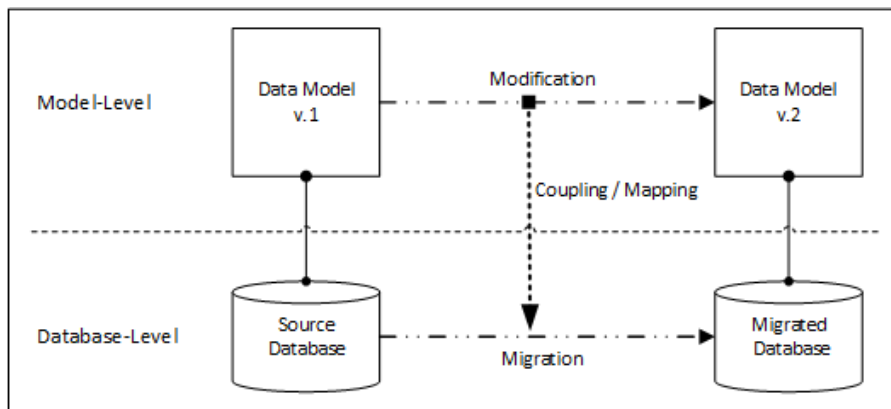 Model-Level
Data Model
v.1
Modification
Data Model
v.2
Coupling / Mapping
Database-Level
Source
Database
Migration
Migrated
Database